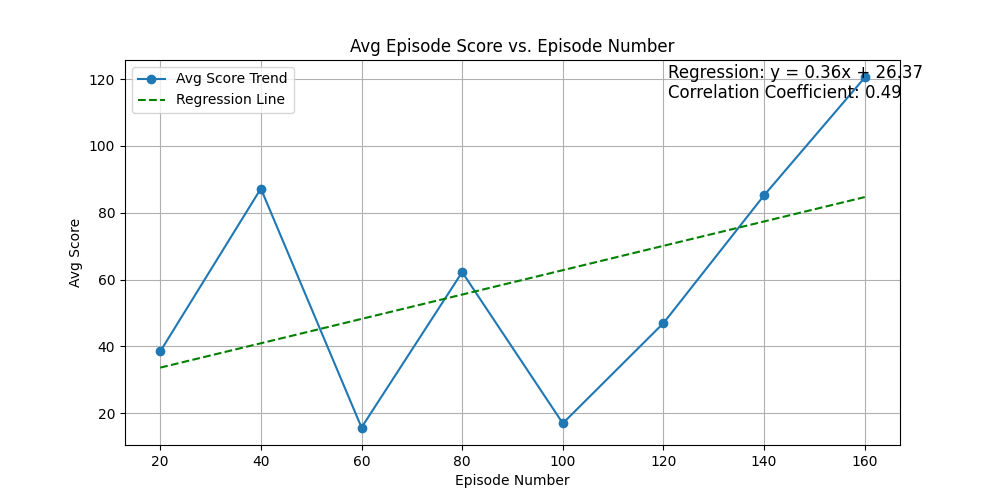 Avg Episode Score vs. Episode Number
Avg Score Trend
Regression Line
Regression: y = 0.36x + 26.37
Correlation Coefficient: 0.49
120
100
80
60
40
20
Avg Score
20 40 60 80 100 120 140 160
Episode Number